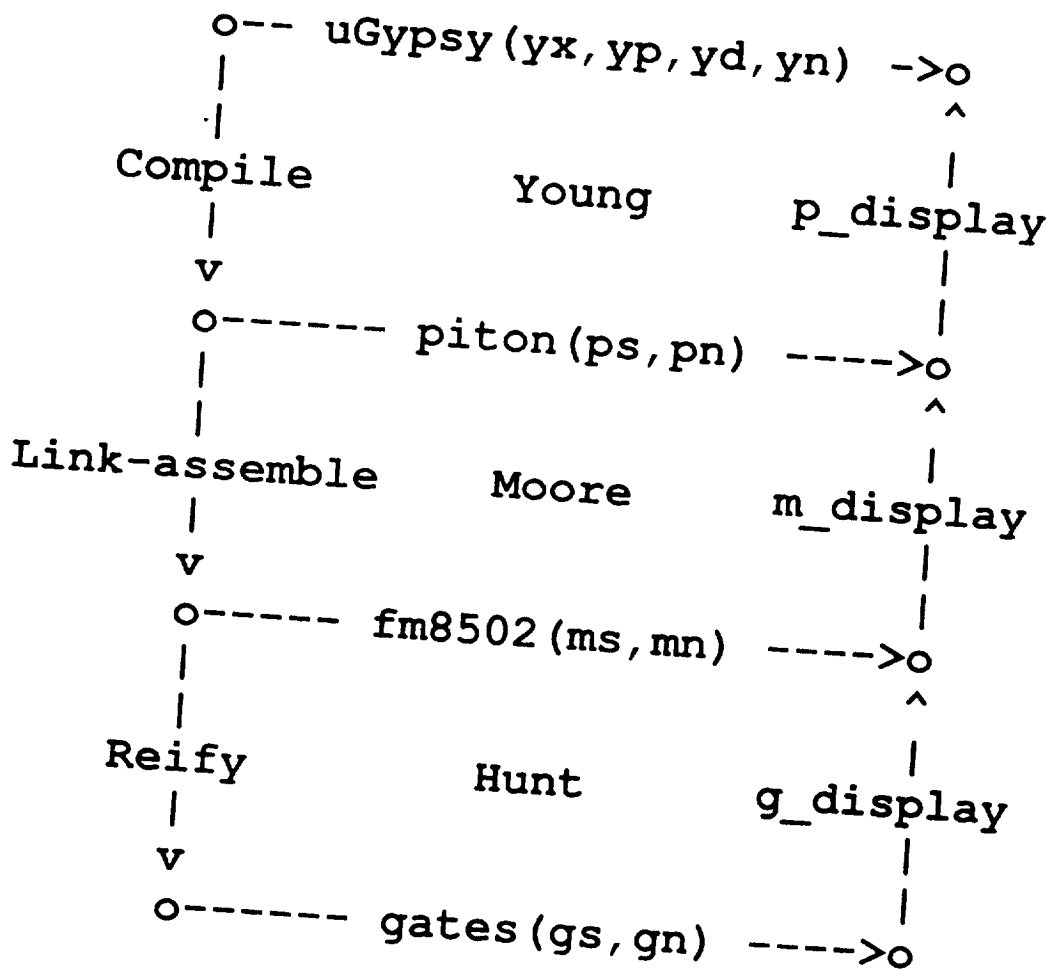 o-- uGypsy(yx,yp,yd,yn) ->o
| ^
| |
Compile Young p_display
| |
v |
o------ piton(ps,pn) ---->o
| ^
| |
Link-assemble Moore m_display
| |
v |
o----- fm8502(ms,mn) ---->o
| ^
| |
Reify Hunt g_display
| |
v |
o------ gates(gs,gn) ---->o